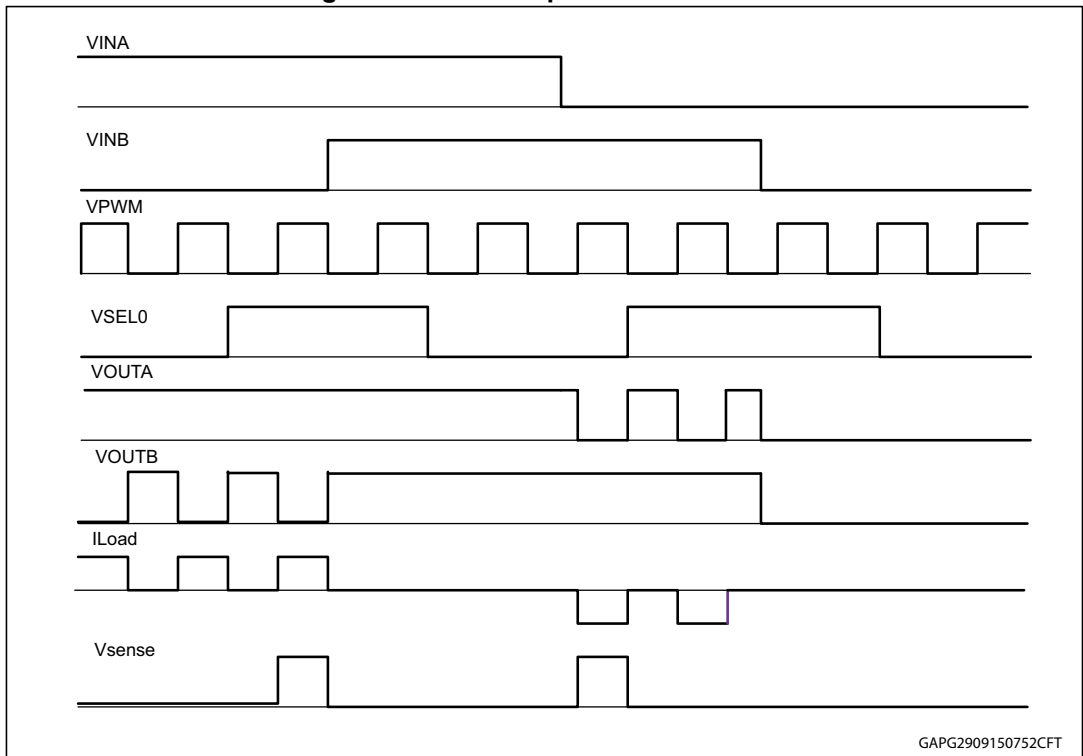 VINA
VINB
VPWM
VSEL0
VOUTA
VOUTB
ILoad
Vsense
GAPG2909150752CFT